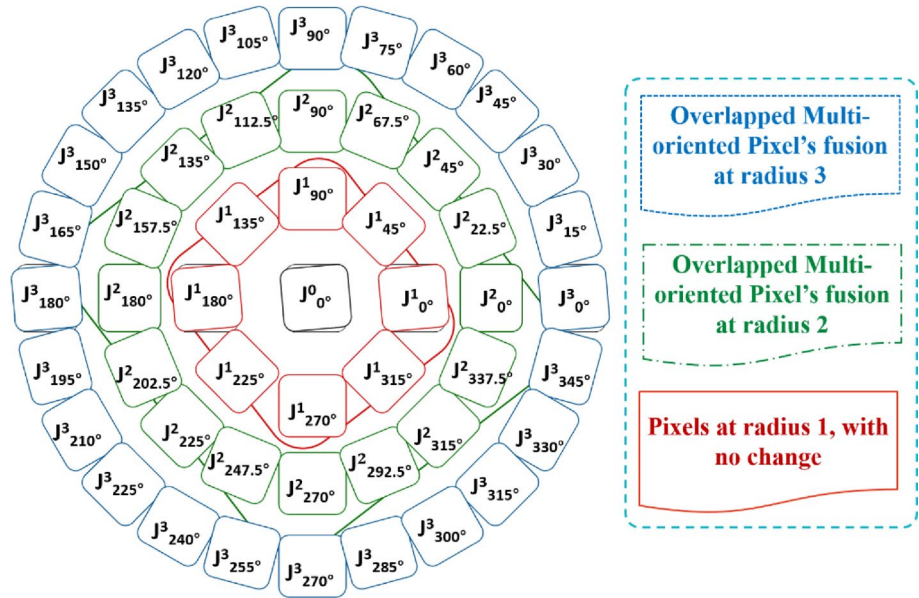 J³90°
J³105°
J³75°
J³120°
J³60°
J³135°
J³45°
J²112.5°
J²90°
J²67.5°
J³150°
J²135°
J²45°
J³30°
J¹90°
J³165°
J²157.5°
J¹135°
J¹45°
J²22.5°
J³15°
J³180°
J²180°
J¹180°
J⁰0°
J¹0°
J²0°
J³0°
J³195°
J²202.5°
J¹225°
J¹315°
J²337.5°
J³345°
J¹270°
J³210°
J²225°
J²315°
J³330°
J²247.5°
J²270°
J²292.5°
J³225°
J³315°
J³240°
J³300°
J³255°
J³270°
J³285°
Overlapped Multi-
oriented Pixel's fusion
at radius 3
Overlapped Multi-
oriented Pixel's fusion
at radius 2
Pixels at radius 1, with
no change